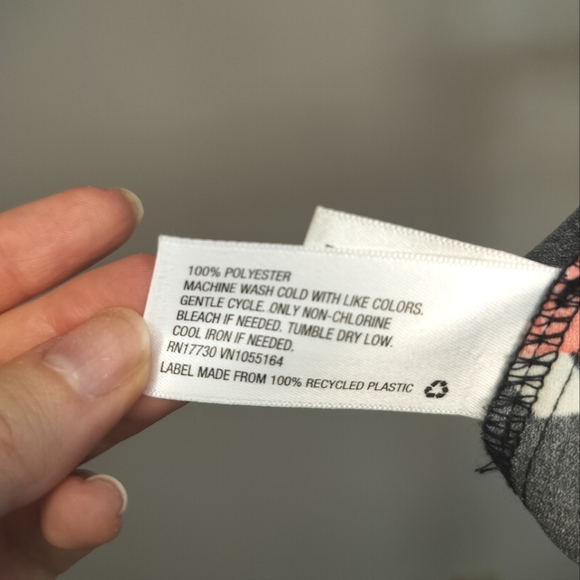 100% POLYESTER
MACHINE WASH COLD WITH LIKE COLORS.
GENTLE CYCLE. ONLY NON-CHLORINE
BLEACH IF NEEDED. TUMBLE DRY LOW.
COOL IRON IF NEEDED.
RN17730 VN1055164
LABEL MADE FROM 100% RECYCLED PLASTIC